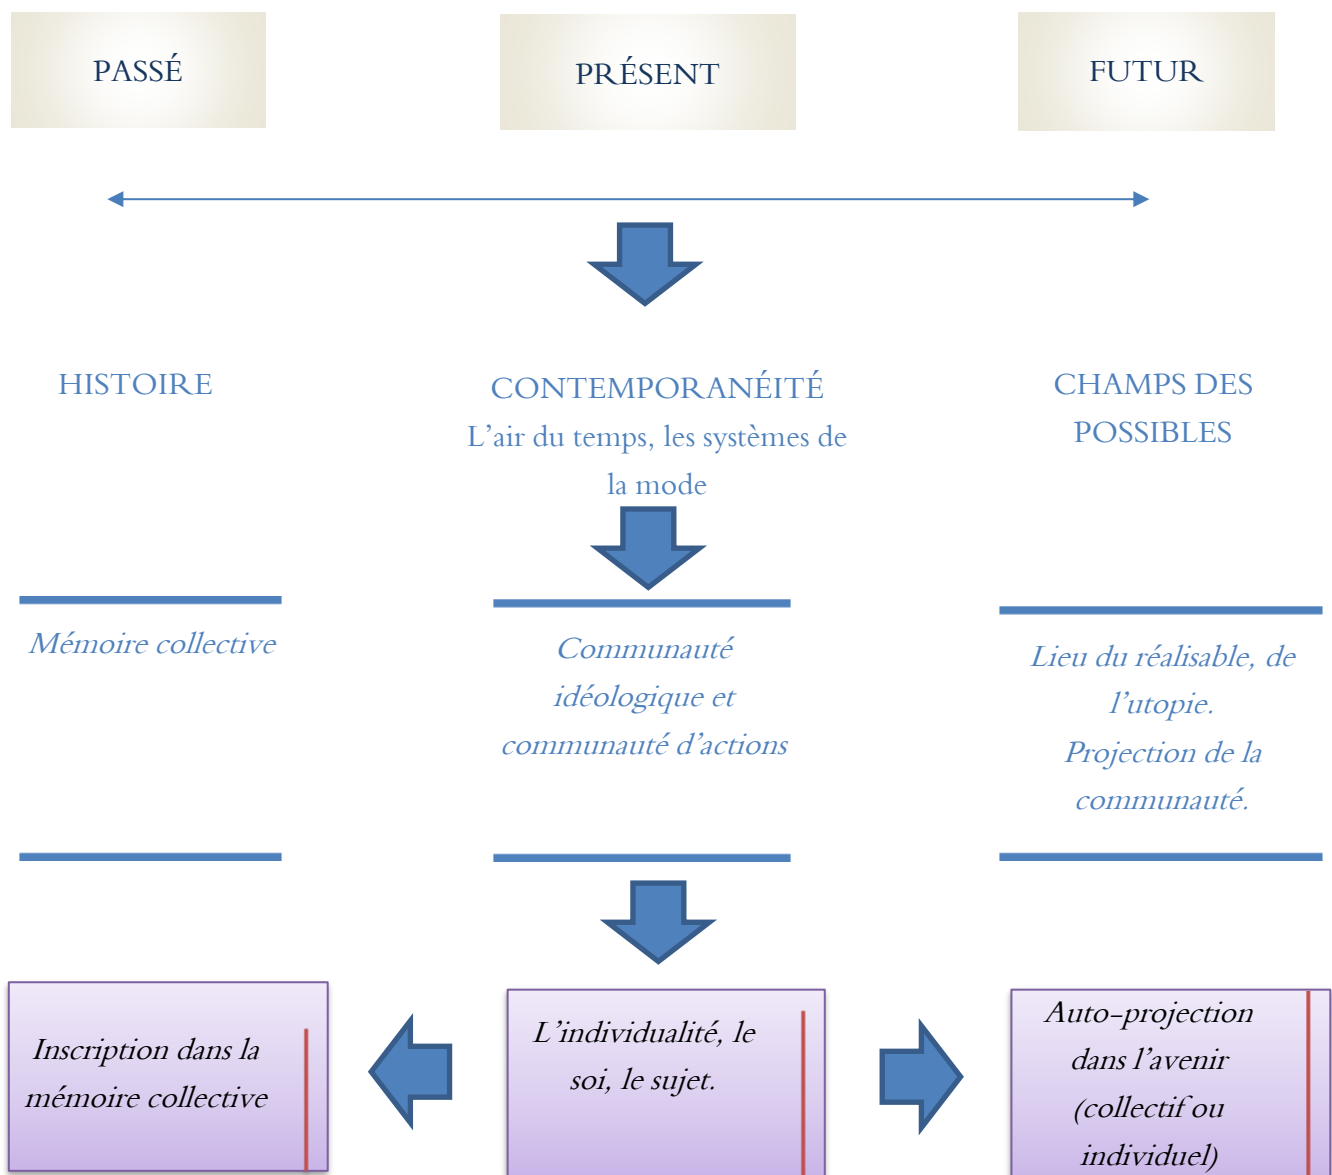 PASSÉ
PRÉSENT
FUTUR
HISTOIRE
CONTEMPORANÉITÉ
L’air du temps, les systèmes de
la mode
CHAMPS DES
POSSIBLES
Mémoire collective
Communauté
idéologique et
communauté d’actions
Lieu du réalisable, de
l’utopie.
Projection de la
communauté.
Inscription dans la
mémoire collective
L’individualité, le
soi, le sujet.
Auto-projection
dans l’avenir
(collectif ou
individuel)